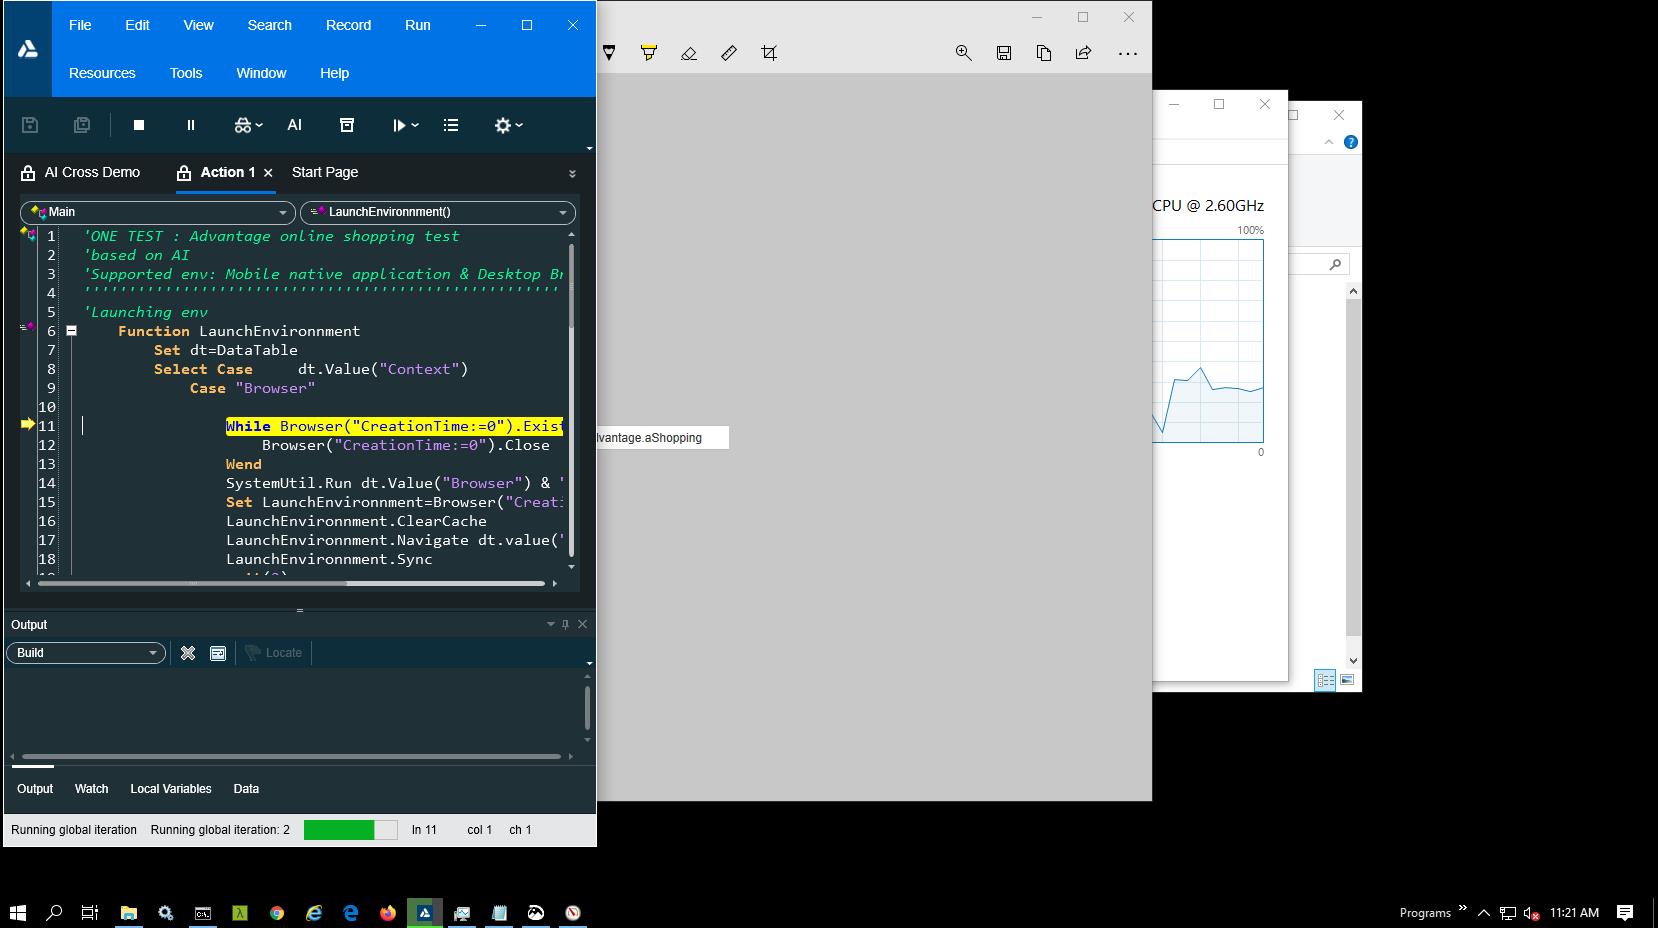 File Edit View Search Record Run
Resources Tools Window Help
AI
AI Cross Demo Action 1 Start Page
Main LaunchEnvironnment()
1 'ONE TEST : Advantage online shopping test
2 'based on AI
3 'Supported env: Mobile native application & Desktop Br
4 ''''''''''''''''''''''''''''''''''''''''''''''''''''''
5 'Launching env
6 Function LaunchEnvironnment
7 Set dt=DataTable
8 Select Case dt.Value("Context")
9 Case "Browser"
10
11 While Browser("CreationTime:=0").Exist
12 Browser("CreationTime:=0").Close
13 Wend
14 SystemUtil.Run dt.Value("Browser") & "
15 Set LaunchEnvironnment=Browser("Creati
16 LaunchEnvironnment.ClearCache
17 LaunchEnvironnment.Navigate dt.value("
18 LaunchEnvironnment.Sync
Output
Build Locate
Output Watch Local Variables Data
Running global iteration Running global iteration: 2 ln 11 col 1 ch 1
dvantage.aShopping
CPU @ 2.60GHz
100%
0
Programs 11:21 AM